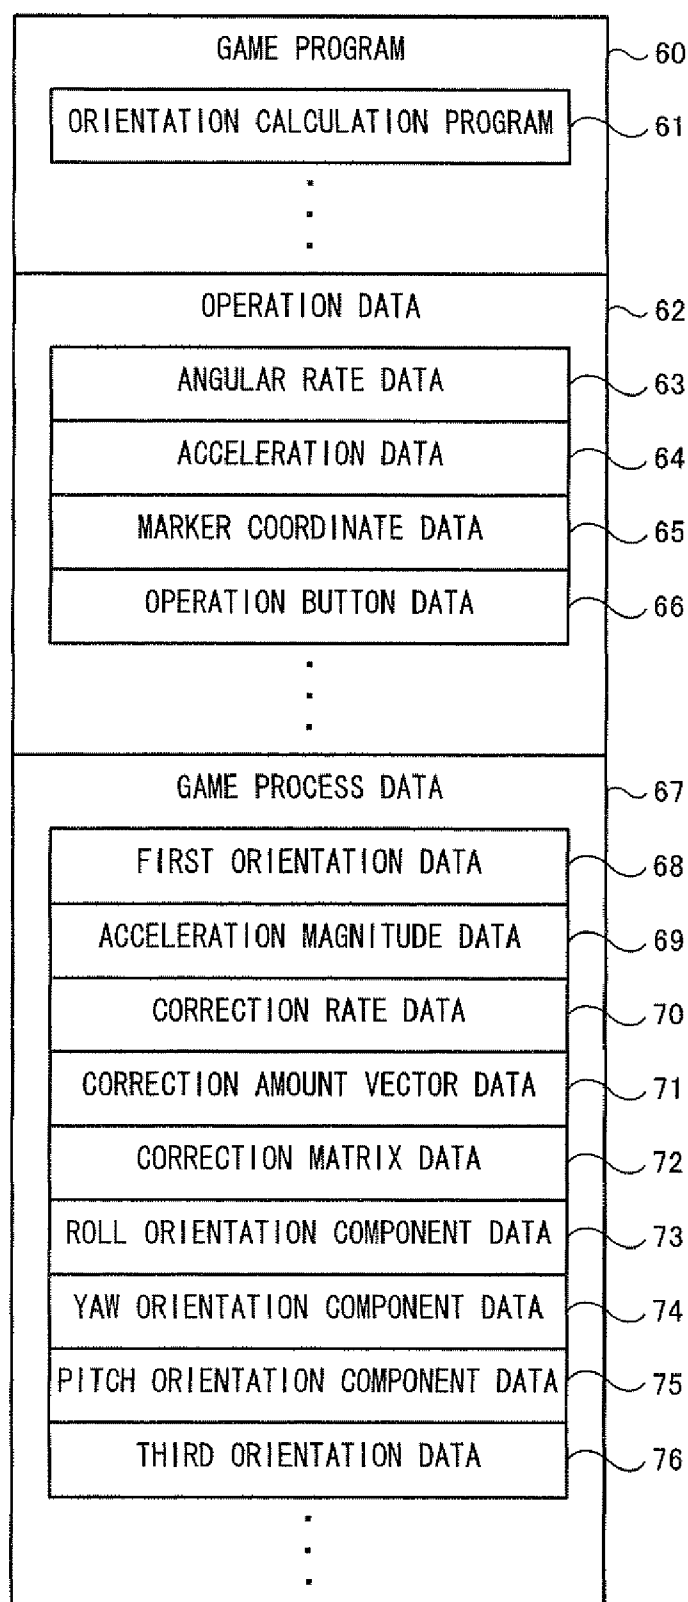 GAME PROGRAM 60
ORIENTATION CALCULATION PROGRAM 61
OPERATION DATA 62
ANGULAR RATE DATA 63
ACCELERATION DATA 64
MARKER COORDINATE DATA 65
OPERATION BUTTON DATA 66
GAME PROCESS DATA 67
FIRST ORIENTATION DATA 68
ACCELERATION MAGNITUDE DATA 69
CORRECTION RATE DATA 70
CORRECTION AMOUNT VECTOR DATA 71
CORRECTION MATRIX DATA 72
ROLL ORIENTATION COMPONENT DATA 73
YAW ORIENTATION COMPONENT DATA 74
PITCH ORIENTATION COMPONENT DATA 75
THIRD ORIENTATION DATA 76